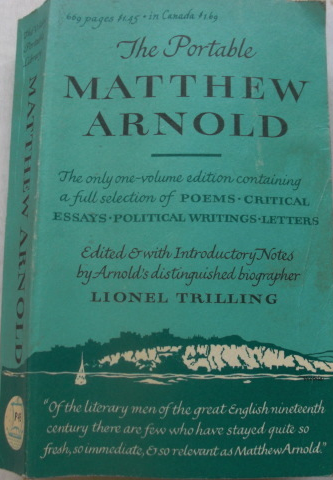 669 pages $1.45 · in Canada $1.69
The Portable
MATTHEW
ARNOLD
The only one-volume edition containing
a full selection of POEMS · CRITICAL
ESSAYS · POLITICAL WRITINGS · LETTERS
Edited & with Introductory Notes
by Arnold's distinguished biographer
LIONEL TRILLING
"Of the literary men of the great English nineteenth
century there are few who have stayed quite so
fresh, so immediate, & so relevant as Matthew Arnold."
MATTHEW ARNOLD